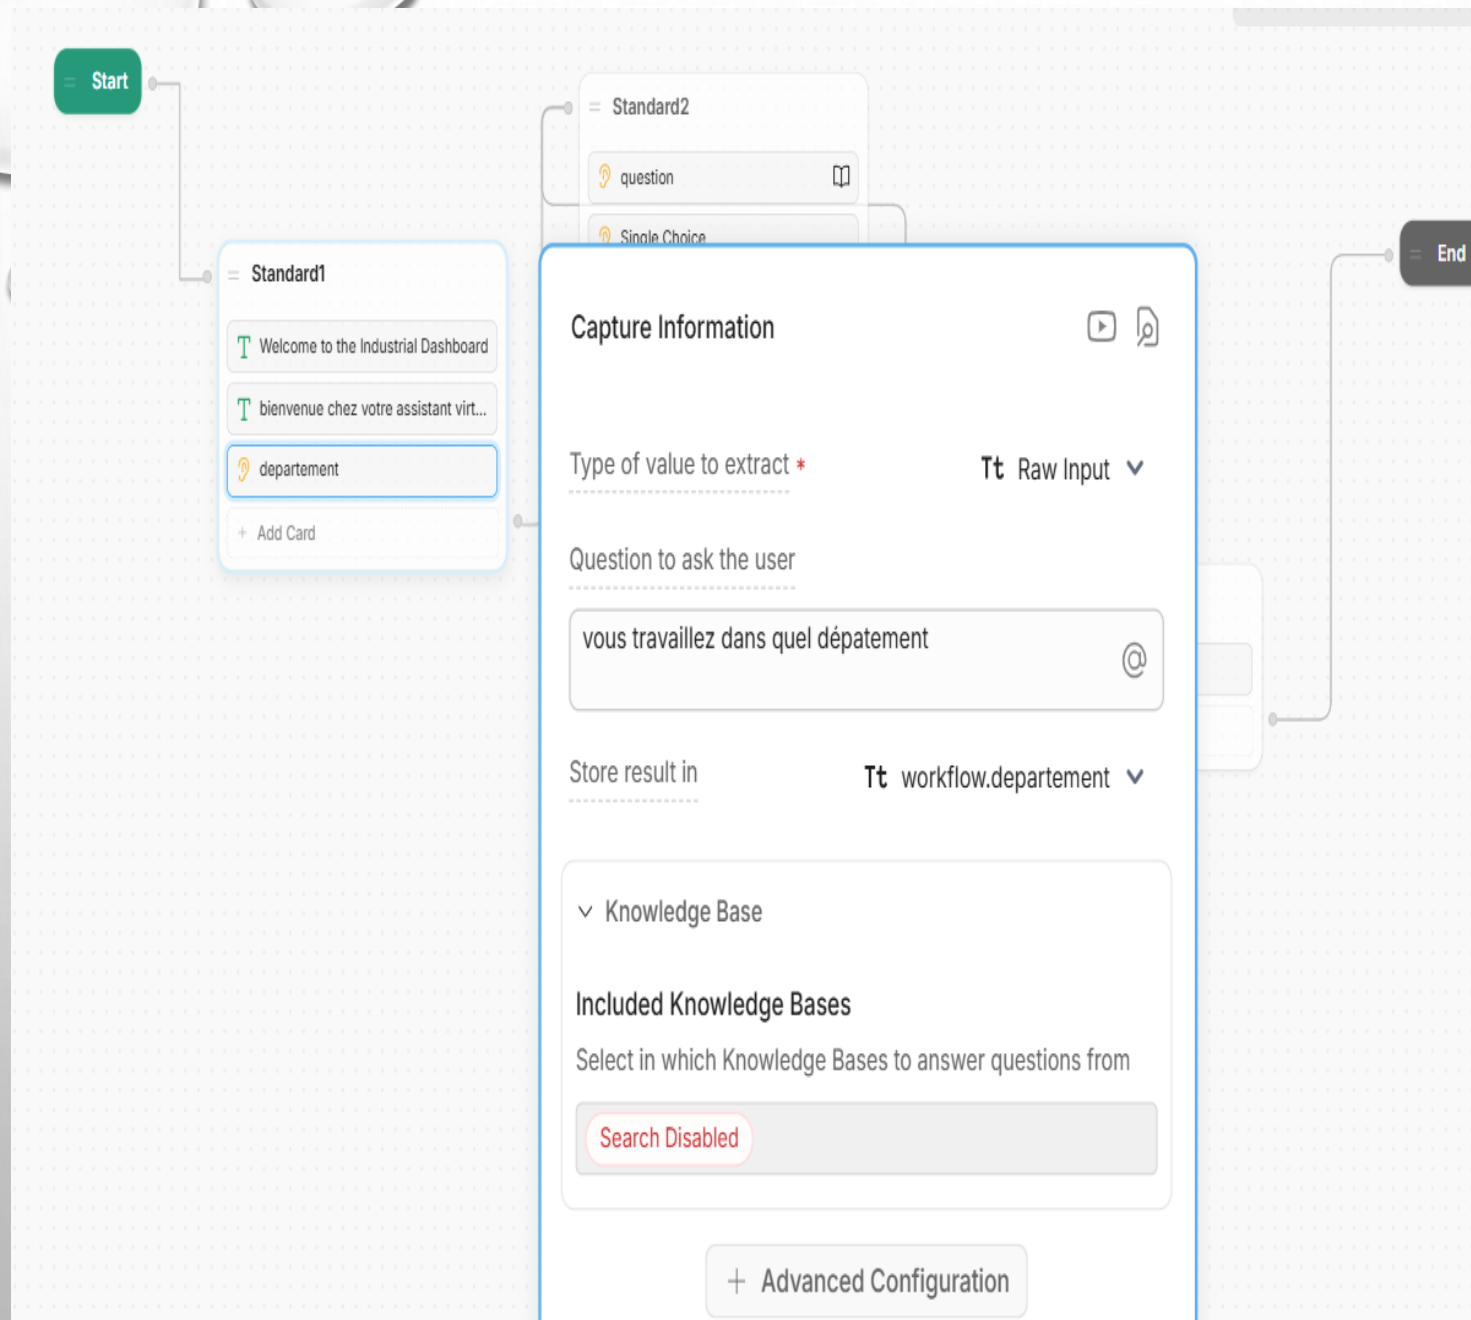 Start
Standard2
question
Single Choice
End
Standard1
Welcome to the Industrial Dashboard
bienvenue chez votre assistant virt...
departement
+ Add Card
Capture Information
Type of value to extract *
Tt Raw Input
Question to ask the user
vous travaillez dans quel dépatement
@
Store result in
Tt workflow.departement
Knowledge Base
Included Knowledge Bases
Select in which Knowledge Bases to answer questions from
Search Disabled
+ Advanced Configuration